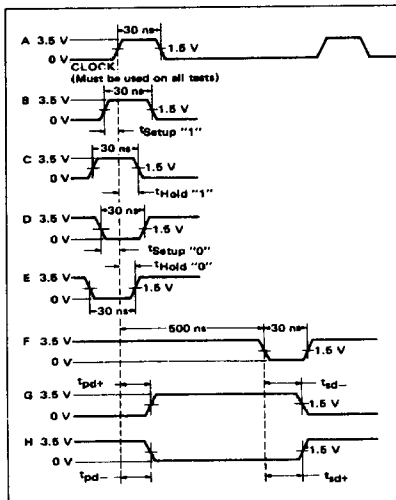 30 ns
A 3.5 V
1.5 V
0 V
CLOCK
(Must be used on all tests)
30 ns
B 3.5 V
1.5 V
0 V
tSetup "1"
30 ns
C 3.5 V
1.5 V
0 V
tHold "1"
30 ns
D 3.5 V
1.5 V
0 V
tSetup "0"
tHold "0"
E 3.5 V
1.5 V
0 V
30 ns
500 ns
30 ns
F 3.5 V
1.5 V
0 V
tpd+
tsd−
G 3.5 V
1.5 V
0 V
H 3.5 V
1.5 V
0 V
tpd−
tsd+